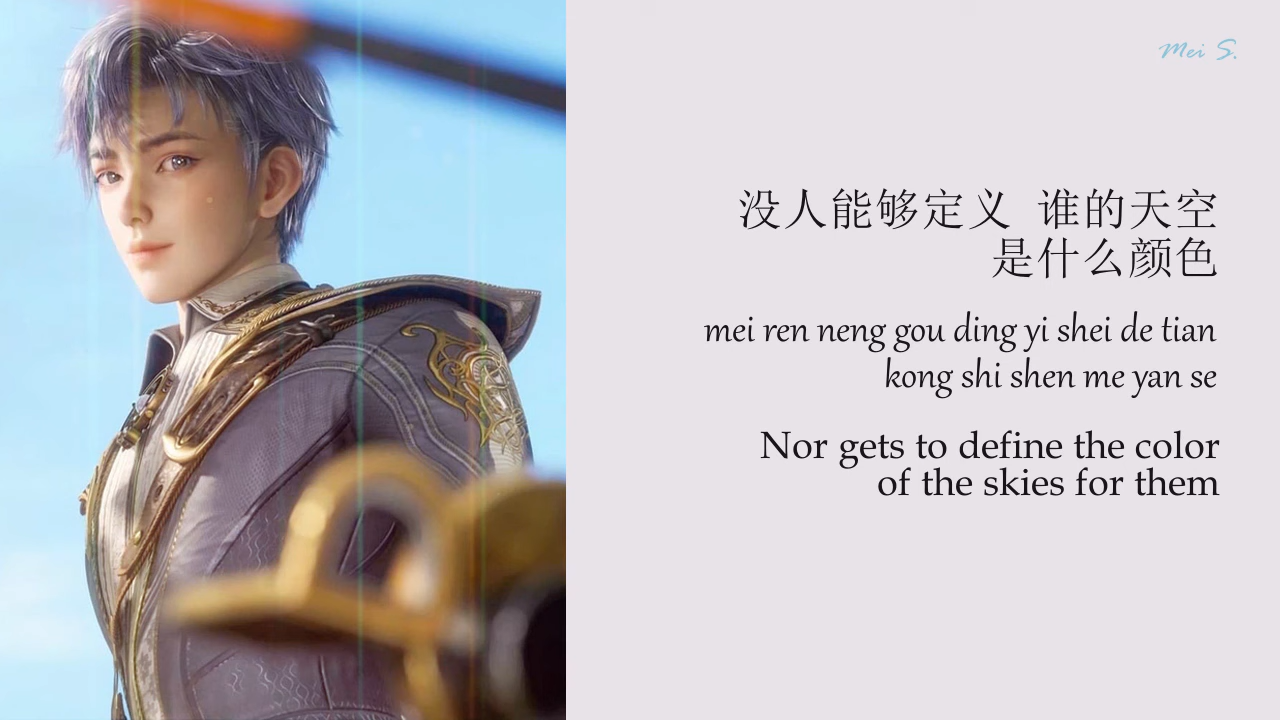 Mei S.
没人能够定义 谁的天空
是什么颜色
mei ren neng gou ding yi shei de tian
kong shi shen me yan se
Nor gets to define the color
of the skies for them